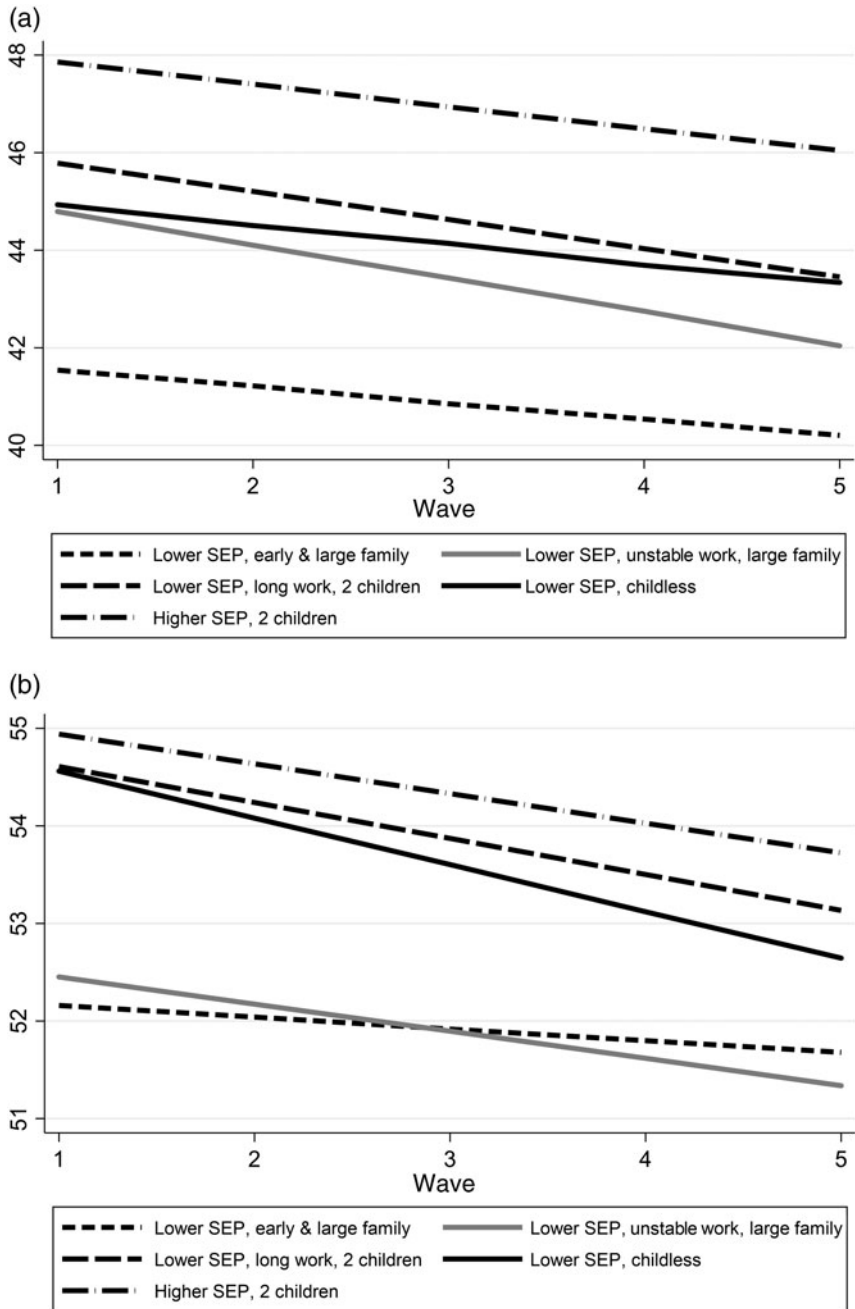 (a)
48
46
44
42
40
1 2 3 4 5
Wave
Lower SEP, early & large family Lower SEP, unstable work, large family
Lower SEP, long work, 2 children Lower SEP, childless
Higher SEP, 2 children
(b)
55
54
53
52
51
1 2 3 4 5
Wave
Lower SEP, early & large family Lower SEP, unstable work, large family
Lower SEP, long work, 2 children Lower SEP, childless
Higher SEP, 2 children